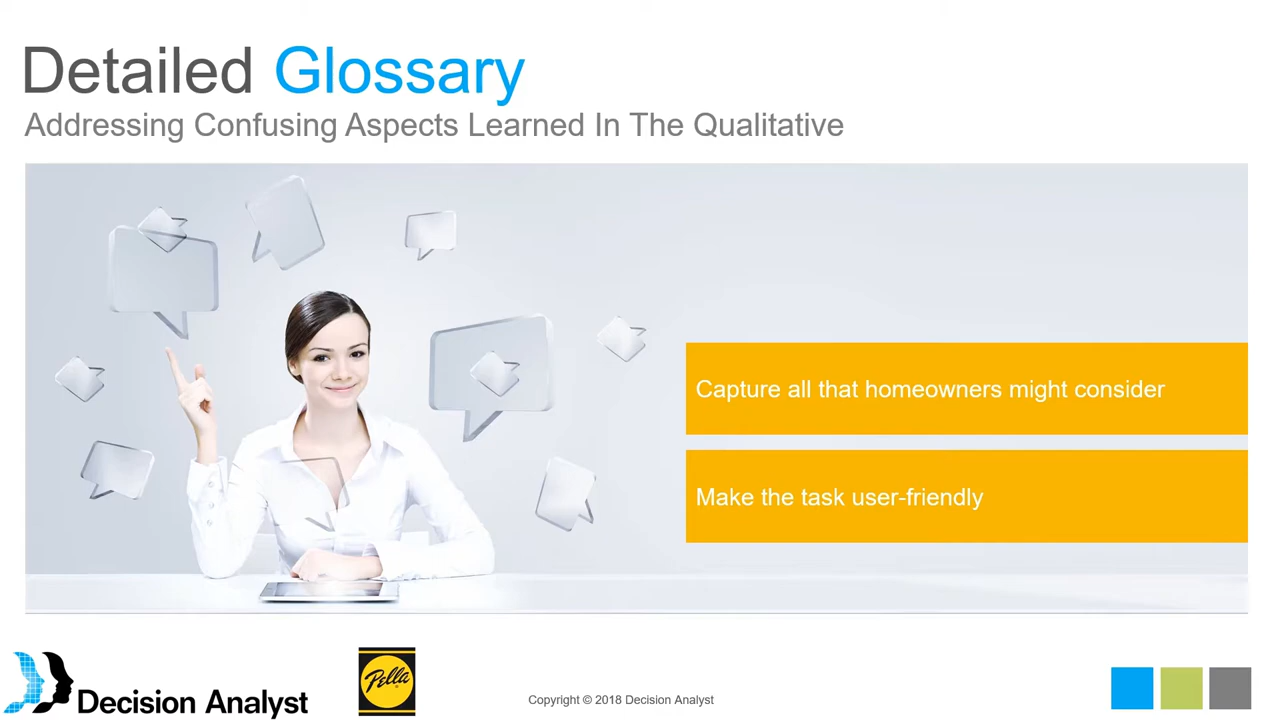 Detailed Glossary
Addressing Confusing Aspects Learned In The Qualitative
Capture all that homeowners might consider
Make the task user-friendly
Decision Analyst
Pella
Copyright © 2018 Decision Analyst